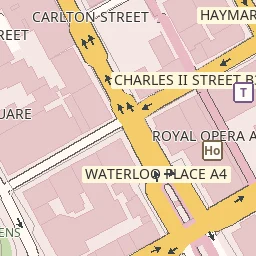 CARLTON STREET
HAYMAR
REET
CHARLES II STREET B
T
UARE
ROYAL OPERA A
Ho
WATERLOO PLACE A4
ENS